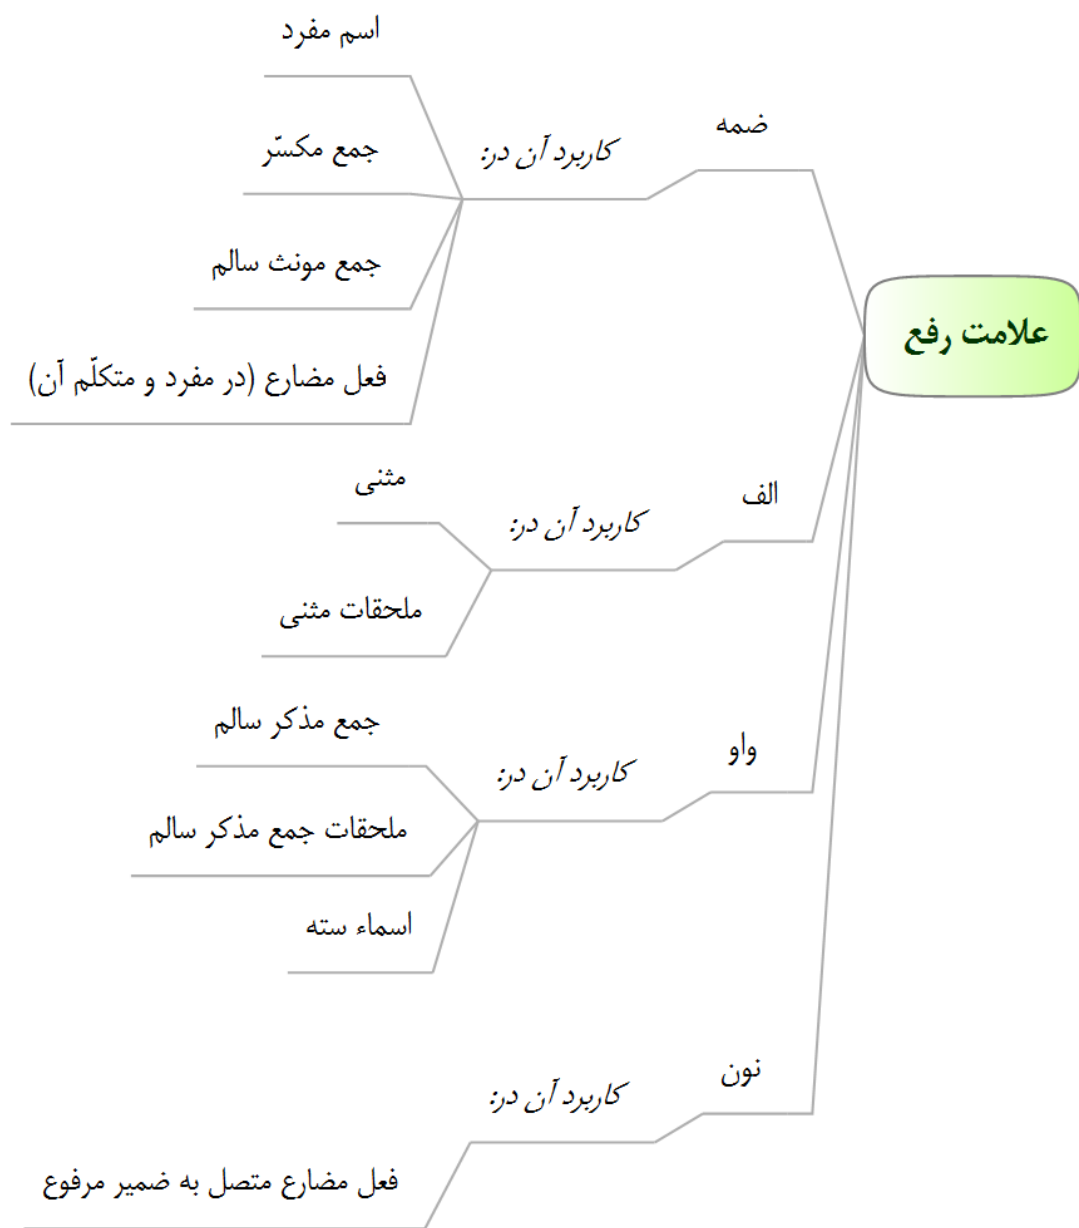 علامت رفع
ضمه
کاربرد آن در:
اسم مفرد
جمع مکسّر
جمع مونث سالم
فعل مضارع (در مفرد و متکلّم آن)
الف
کاربرد آن در:
مثنی
ملحقات مثنی
واو
کاربرد آن در:
جمع مذکر سالم
ملحقات جمع مذکر سالم
اسماء سته
نون
کاربرد آن در:
فعل مضارع متصل به ضمیر مرفوع